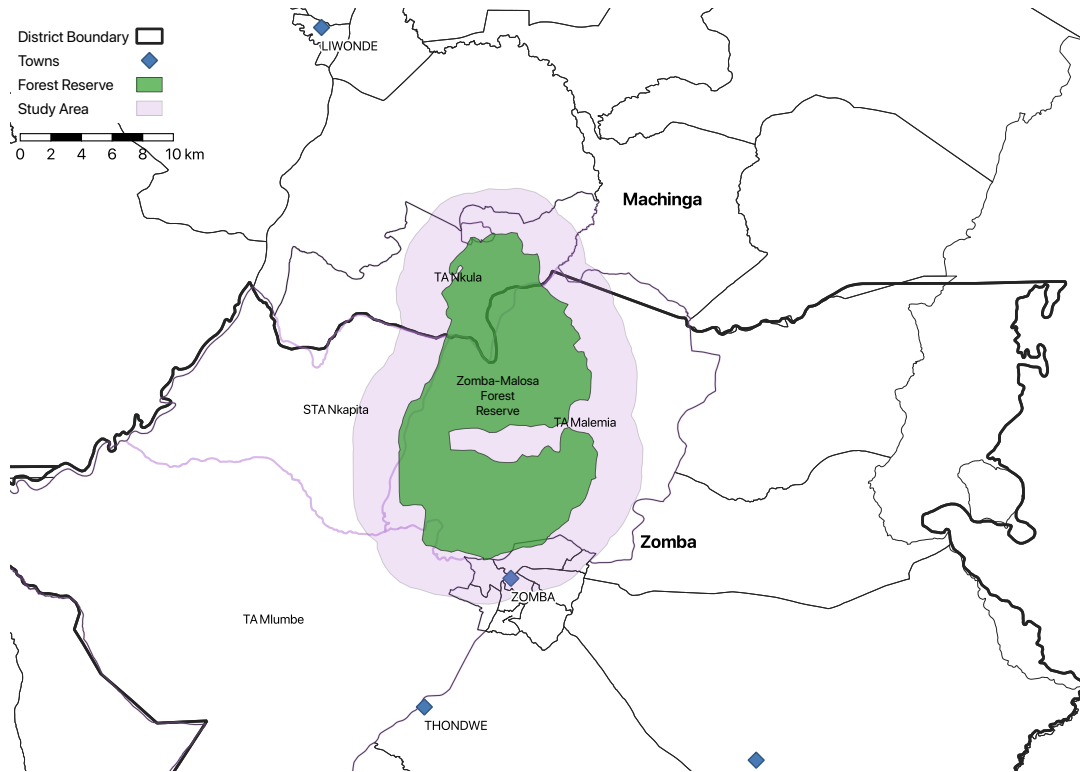 District Boundary
Towns
Forest Reserve
Study Area
0 2 4 6 8 10 km
LIWONDE
Machinga
TA Nkula
Zomba-Malosa
Forest
Reserve
STA Nkapita
TA Malemia
Zomba
ZOMBA
TA Mlumbe
THONDWE